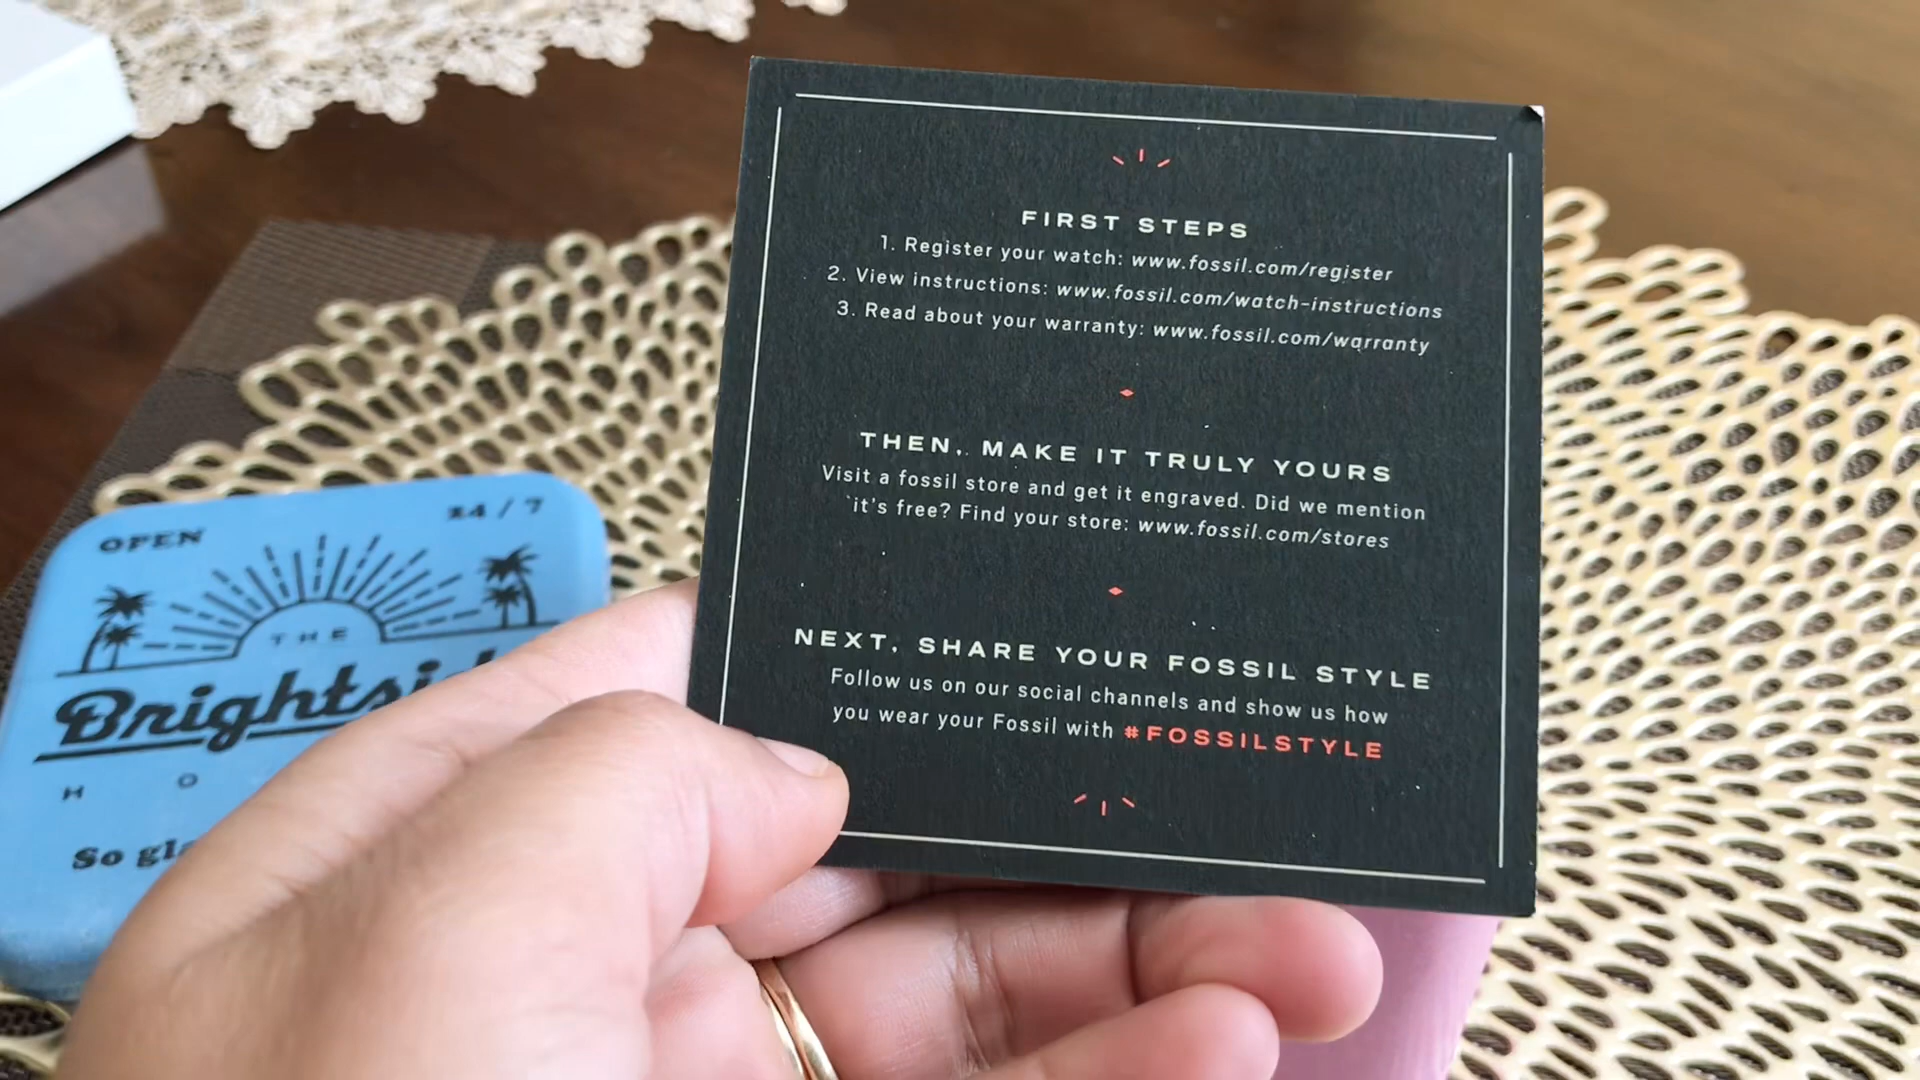 FIRST STEPS
1. Register your watch: www.fossil.com/register
2. View instructions: www.fossil.com/watch-instructions
3. Read about your warranty: www.fossil.com/warranty
THEN, MAKE IT TRULY YOURS
Visit a fossil store and get it engraved. Did we mention
it's free? Find your store: www.fossil.com/stores
NEXT, SHARE YOUR FOSSIL STYLE
Follow us on our social channels and show us how
you wear your Fossil with #FOSSILSTYLE
OPEN 24/7
THE
So